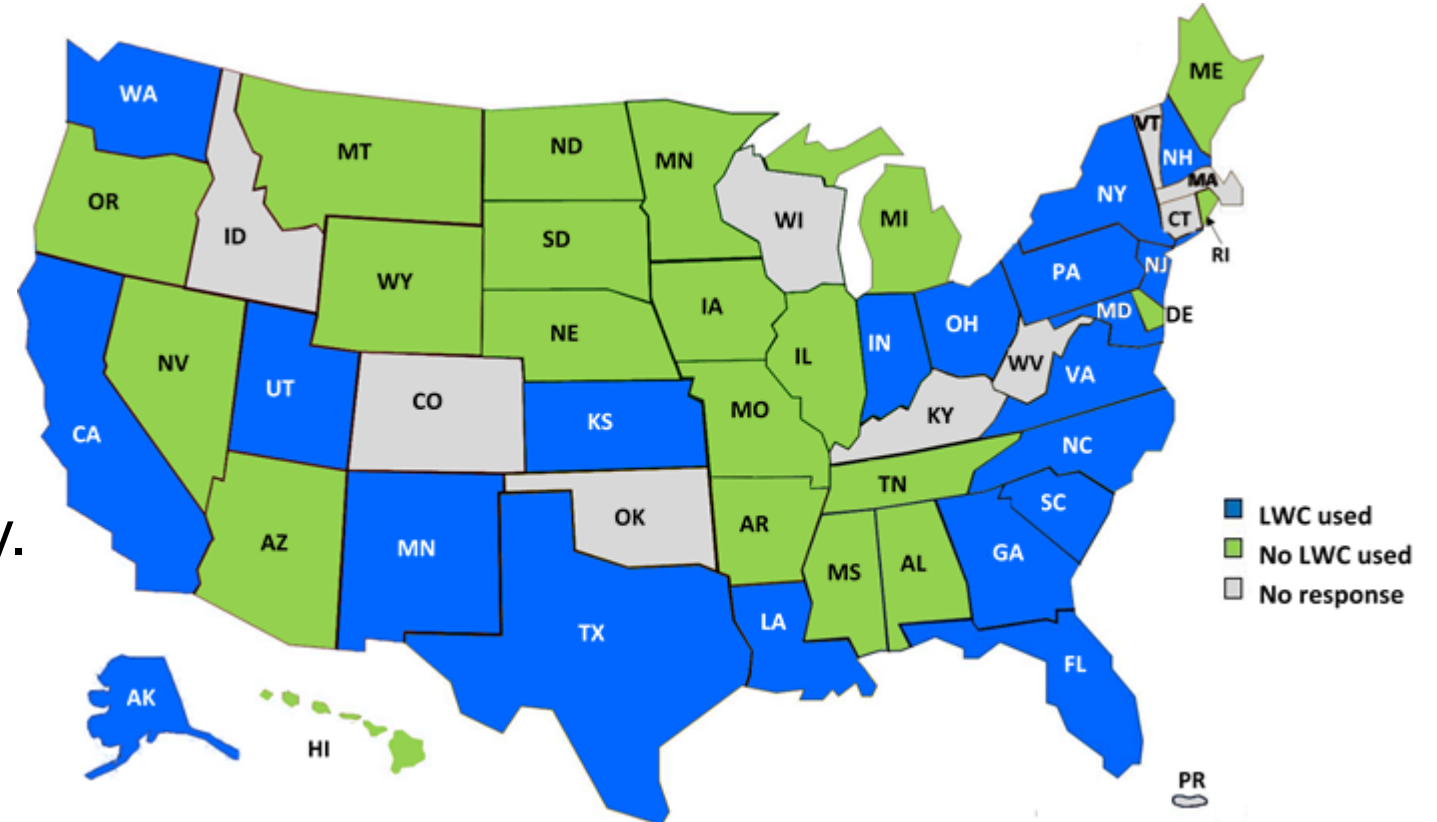 ME
WA
VT
MT
ND
MN
NH
MA
OR
NY
WI
MI
CT
ID
SD
RI
WY
PA
NJ
IA
MD
DE
NE
OH
IN
NV
IL
WV
UT
VA
CO
MO
KY
KS
CA
NC
TN
SC
OK
AR
AZ
MN
GA
MS
AL
y.
LA
TX
FL
AK
HI
PR
LWC used
No LWC used
No response